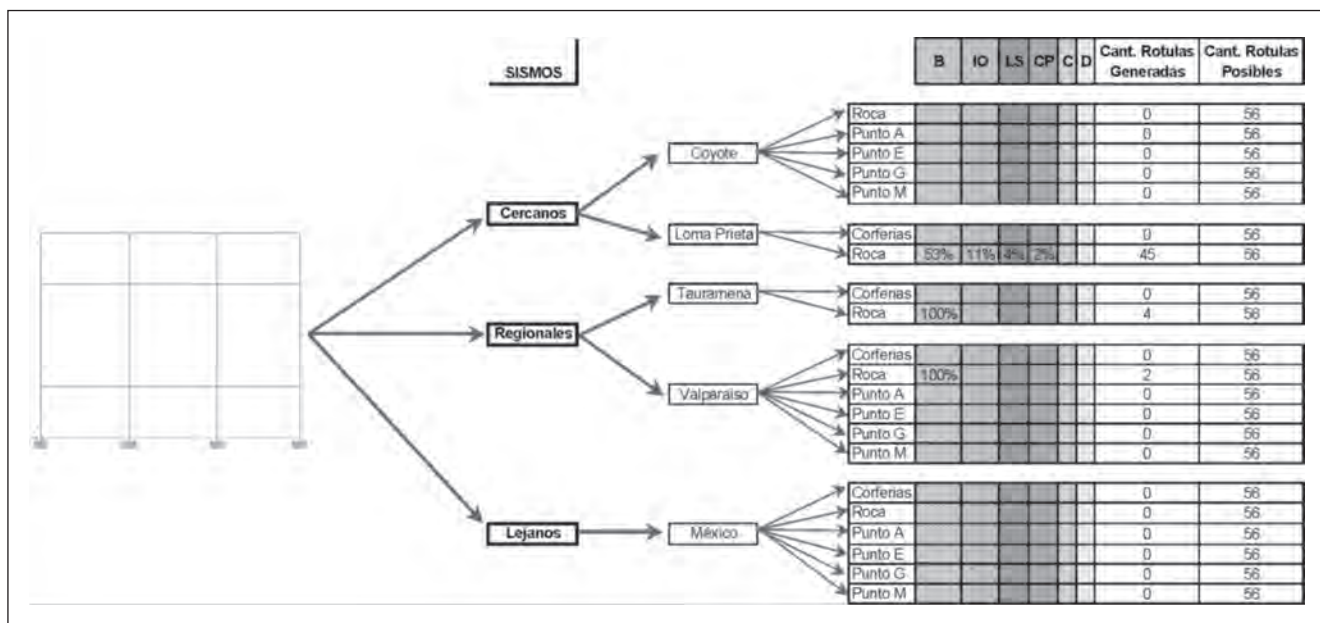 SISMOS
B IO LS CP C D Cant. Rotulas Generadas Cant. Rotulas Posibles
Cercanos
Coyote
Roca 0 56
Punto A 0 56
Punto E 0 56
Punto G 0 56
Punto M 0 56
Loma Prieta
Corferias 0 56
Roca 53% 11% 4% 2% 45 56
Regionales
Tauramena
Corferias 0 56
Roca 100% 4 56
Valparaiso
Corferias 0 56
Roca 100% 2 56
Punto A 0 56
Punto E 0 56
Punto G 0 56
Punto M 0 56
Lejanos
México
Corferias 0 56
Roca 0 56
Punto A 0 56
Punto E 0 56
Punto G 0 56
Punto M 0 56